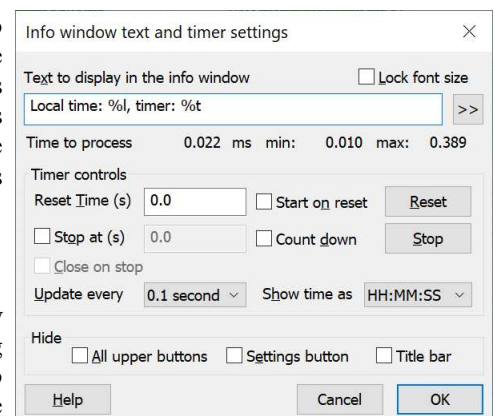 Info window text and timer settings
Text to display in the info window Lock font size
Local time: %l, timer: %t >>
Time to process 0.022 ms min: 0.010 max: 0.389
Timer controls
Reset Time (s) 0.0 Start on reset Reset
Stop at (s) 0.0 Count down Stop
Close on stop
Update every 0.1 second Show time as HH:MM:SS
Hide
All upper buttons Settings button Title bar
Help Cancel OK